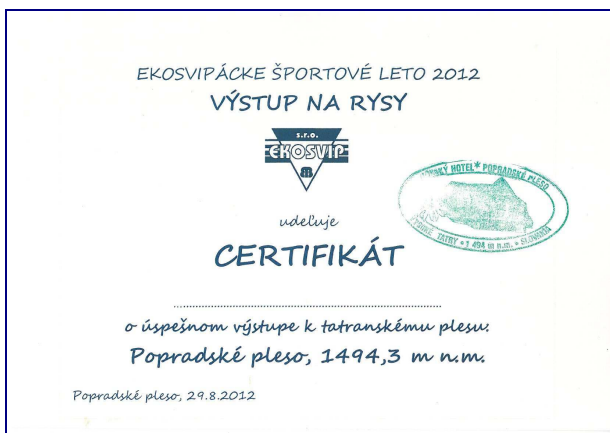 EKOSVIPÁCKE ŠPORTOVÉ LETO 2012
VÝSTUP NA RYSY
s.r.o.
EKOSVIP
udeľuje
HOTEL * POPRADSKÉ PLESO
TATRY * 1 494 m n.m. * SLOVAKIA
CERTIFIKÁT
o úspešnom výstupe k tatranskému plesu:
Popradské pleso, 1494,3 m n.m.
Popradské pleso, 29.8.2012